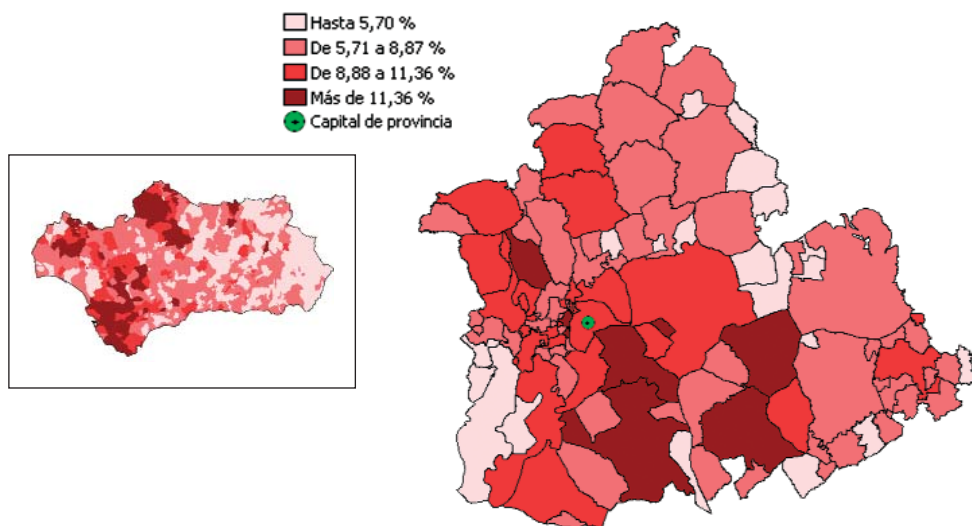 Hasta 5,70 %
De 5,71 a 8,87 %
De 8,88 a 11,36 %
Más de 11,36 %
Capital de provincia